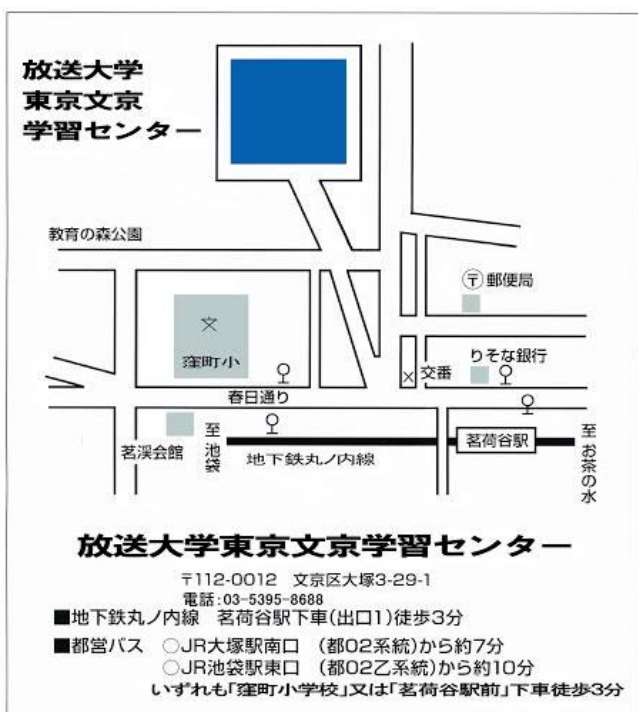 放送大学
東京文京
学習センター
教育の森公園
〒郵便局
文
窪町小
りそな銀行
交番
春日通り
茗渓会館
至池袋
地下鉄丸ノ内線
茗荷谷駅
至お茶の水
放送大学東京文京学習センター
〒112-0012 文京区大塚3-29-1
電話:03-5395-8688
■地下鉄丸ノ内線 茗荷谷駅下車(出口1)徒歩3分
■都営バス ○JR大塚駅南口 (都02系統)から約7分
○JR池袋駅東口 (都02乙系統)から約10分
いずれも「窪町小学校」又は「茗荷谷駅前」下車徒歩3分